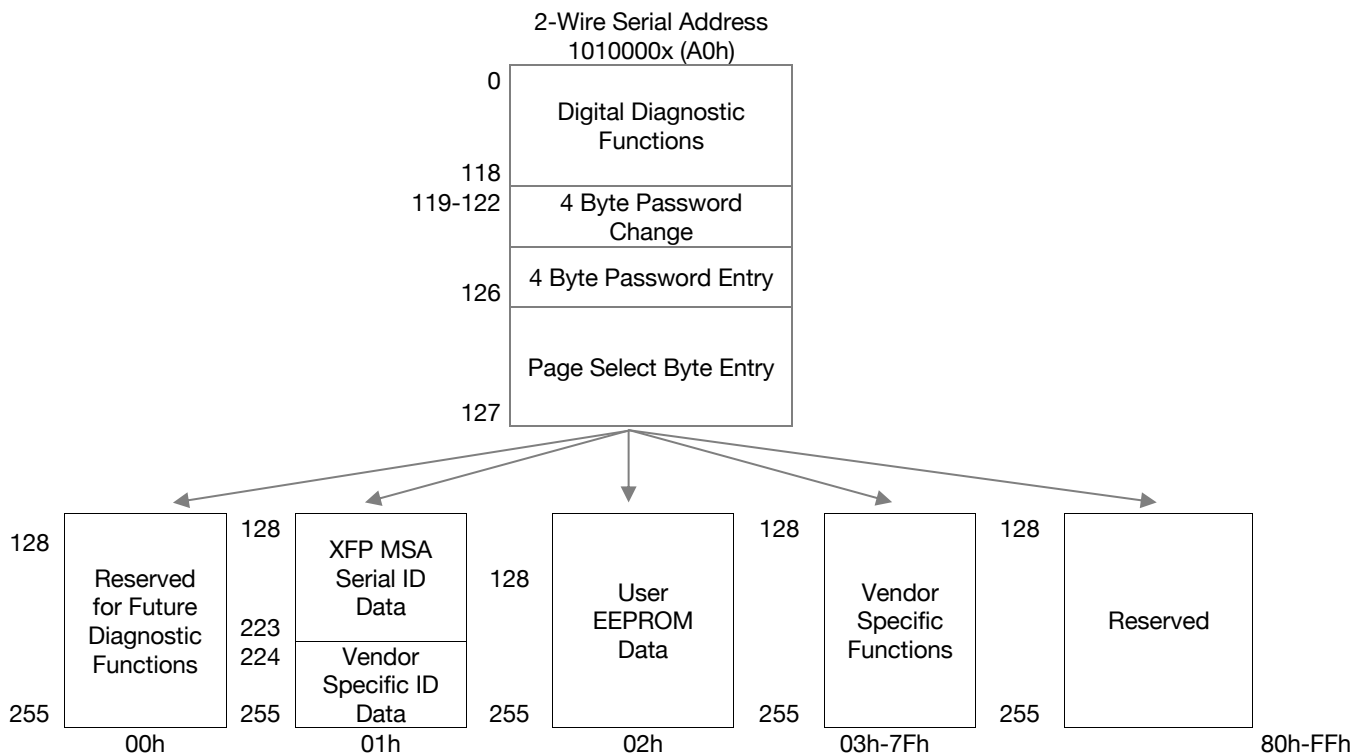 2-Wire Serial Address
1010000x (A0h)
0
Digital Diagnostic
Functions
118
119-122
4 Byte Password
Change
4 Byte Password Entry
126
Page Select Byte Entry
127
128
Reserved
for Future
Diagnostic
Functions
255
00h
128
XFP MSA
Serial ID
Data
223
224
Vendor
Specific ID
Data
255
01h
128
User
EEPROM
Data
255
02h
128
Vendor
Specific
Functions
255
03h-7Fh
128
Reserved
255
80h-FFh